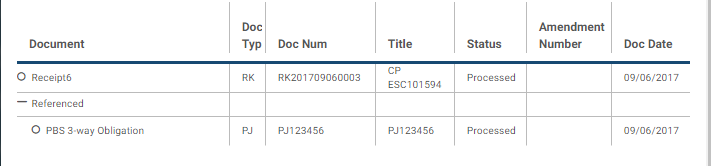 Document Doc Typ Doc Num Title Status Amendment Number Doc Date
Receipt6 RK RK201709060003 CP ESC101594 Processed 09/06/2017
Referenced
PBS 3-way Obligation PJ PJ123456 PJ123456 Processed 09/06/2017